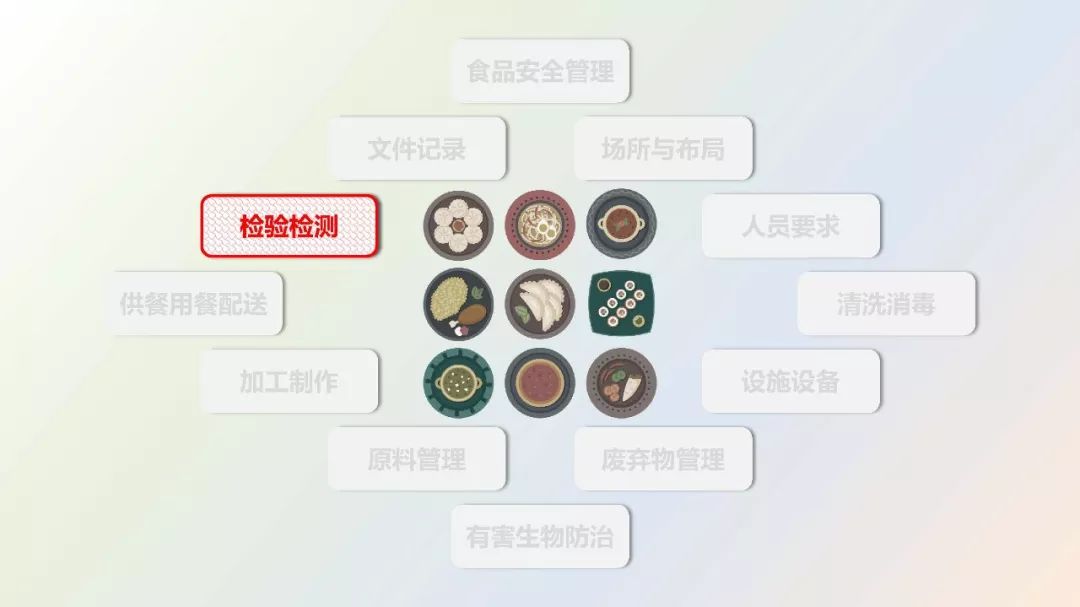 食品安全管理
文件记录
场所与布局
检验检测
人员要求
供餐用餐配送
清洗消毒
加工制作
设施设备
原料管理
废弃物管理
有害生物防治